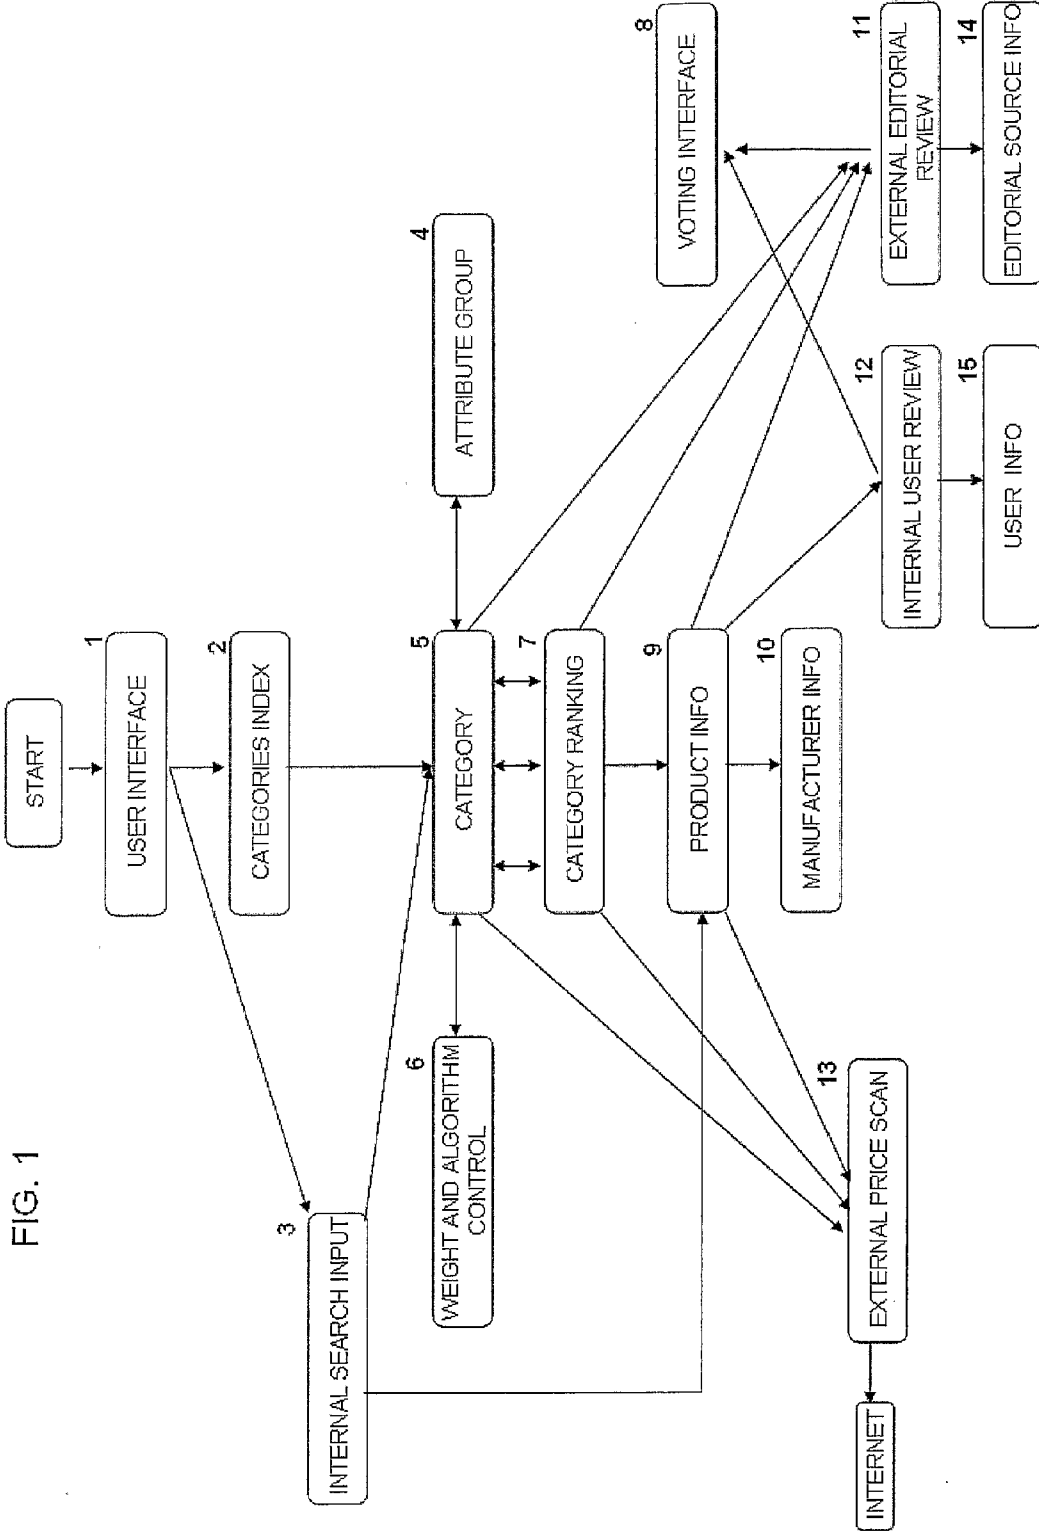 FIG. 1
START
1
USER INTERFACE
2
CATEGORIES INDEX
3
INTERNAL SEARCH INPUT
6
WEIGHT AND ALGORITHM
CONTROL
5
CATEGORY
4
ATTRIBUTE GROUP
7
CATEGORY RANKING
9
PRODUCT INFO
8
VOTING INTERFACE
10
MANUFACTURER INFO
13
EXTERNAL PRICE SCAN
INTERNET
12
INTERNAL USER REVIEW
11
EXTERNAL EDITORIAL
REVIEW
15
USER INFO
14
EDITORIAL SOURCE INFO